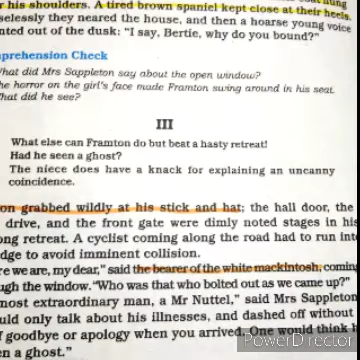 his shoulders. A tired brown spaniel kept close at their heels.
selessly they neared the house, and then a hoarse young voice
nted out of the dusk: "I say, Bertie, why do you bound?"
prehension Check
What did Mrs Sappleton say about the open window?
he horror on the girl's face made Framton swing around in his seat.
hat did he see?
III
What else can Framton do but beat a hasty retreat!
Had he seen a ghost?
The niece does have a knack for explaining an uncanny
coincidence.
on grabbed wildly at his stick and hat; the hall door, the
drive, and the front gate were dimly noted stages in his
ong retreat. A cyclist coming along the road had to run into
dge to avoid imminent collision.
re we are, my dear," said the bearer of the white mackintosh, coming
ugh the window. "Who was that who bolted out as we came up?"
most extraordinary man, a Mr Nuttel," said Mrs Sappleton
uld only talk about his illnesses, and dashed off without
f goodbye or apology when you arrived. One would think h
en a ghost."
Made With
PowerDirector